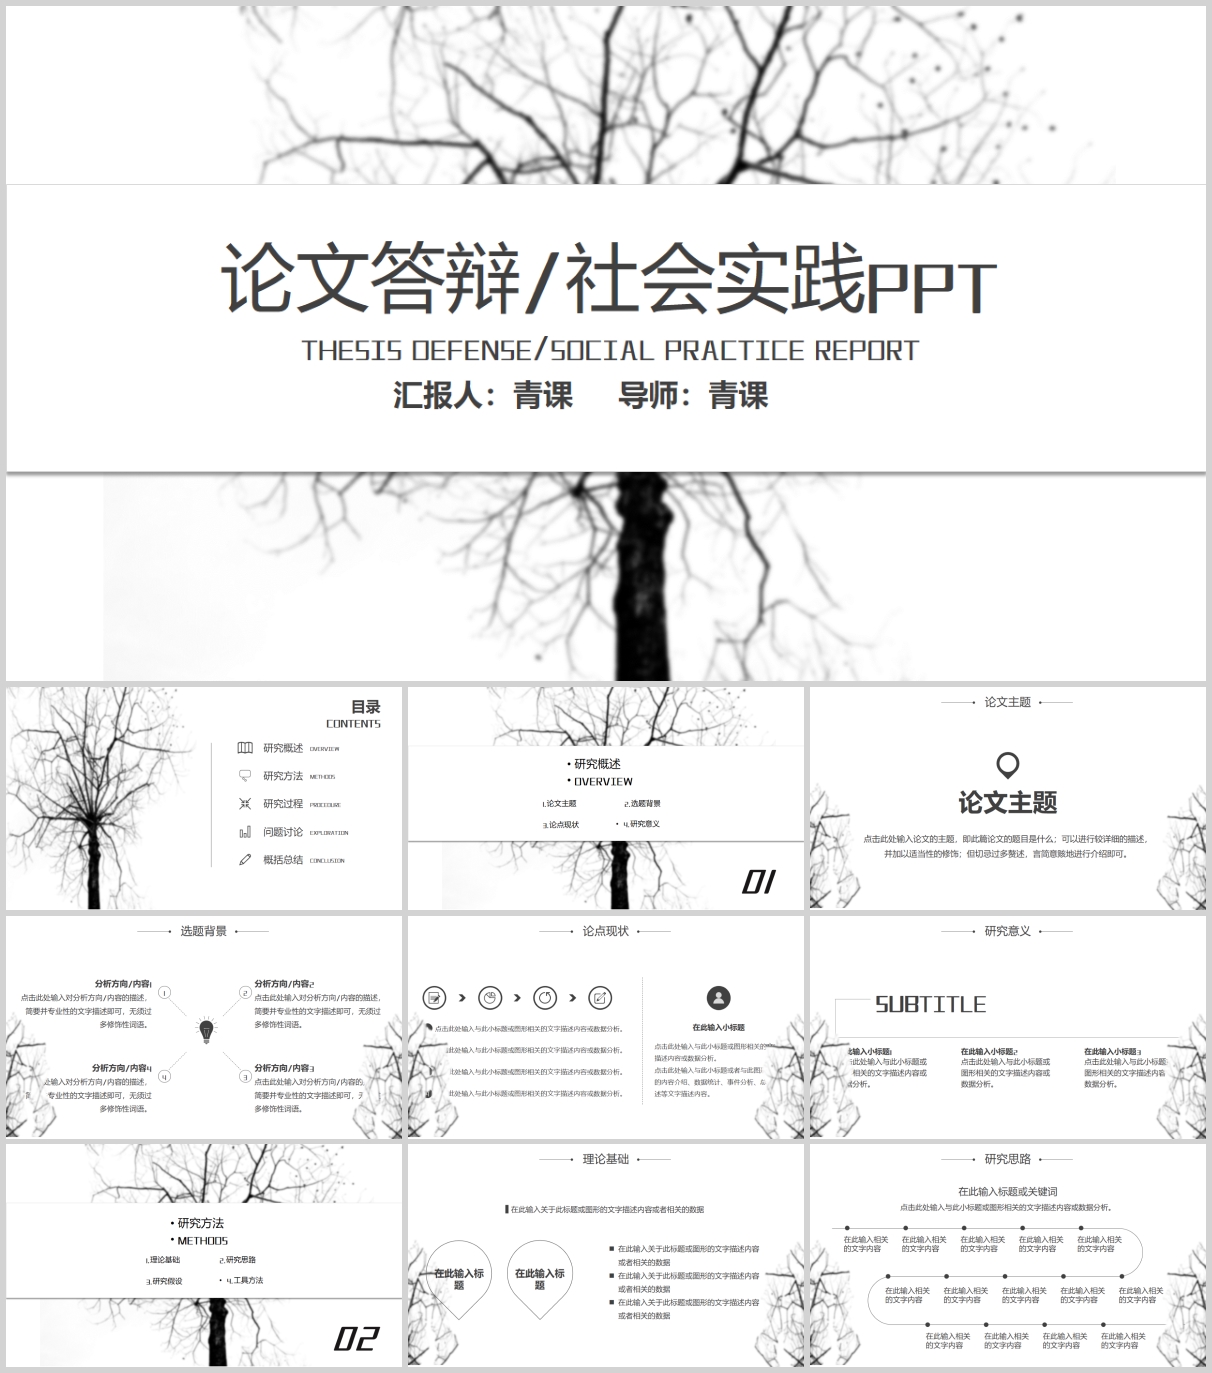 论文答辩/社会实践PPT
THESIS DEFENSE/SOCIAL PRACTICE REPORT
汇报人：青课 导师：青课
目录
CONTENTS
研究概述 OVERVIEW
研究方法 METHODS
研究过程 PROCEDURE
问题讨论 EXPLORATION
概括总结 CONCLUSION
• 研究概述
• OVERVIEW
1.论文主题 2.选题背景
3.论点现状 • 4.研究意义
01
论文主题
论文主题
点击此处输入论文的主题，即此篇论文的题目是什么；可以进行较详细的描述，
并加以适当性的修饰；但切忌过多赘述，言简意赅地进行介绍即可。
选题背景
分析方向/内容1
点击此处输入对分析方向/内容的描述，
简要并专业性的文字描述即可，无须过
多修饰性词语。
1
2
分析方向/内容2
点击此处输入对分析方向/内容的描述，
简要并专业性的文字描述即可，无须过
多修饰性词语。
分析方向/内容4
此处输入对分析方向/内容的描述，
专业性的文字描述即可，无须过
多修饰性词语。
4
3
分析方向/内容3
点击此处输入对分析方向/内容的
简要并专业性的文字描述即可，
多修饰性词语。
论点现状
点击此处输入与此小标题或图形相关的文字描述内容或数据分析。
点击此处输入与此小标题或图形相关的文字描述内容或数据分析。
此处输入与此小标题或图形相关的文字描述内容或数据分析。
此处输入与此小标题或图形相关的文字描述内容或数据分析。
在此输入小标题
点击此处输入与此小标题或图形相关的
描述内容或数据分析。
点击此处输入与此小标题或者与此图
的内容介绍，数据统计，事件分析，
述等文字描述内容。
研究意义
SUBTITLE
此输入小标题1
点击此处输入与此小标题或
相关的文字描述内容或
分析。
在此输入小标题2
点击此处输入与此小标题或
图形相关的文字描述内容或
数据分析。
在此输入小标题3
点击此处输入与此小标题
图形相关的文字描述内容
数据分析。
• 研究方法
• METHODS
1.理论基础 2.研究思路
3.研究假设 • 4.工具方法
02
理论基础
在此输入关于此标题或图形的文字描述内容或者相关的数据
在此输入标
题
在此输入标
题
■ 在此输入关于此标题或图形的文字描述内容
或者相关的数据
■ 在此输入关于此标题或图形的文字描述内容
或者相关的数据
■ 在此输入关于此标题或图形的文字描述内容
或者相关的数据
研究思路
在此输入标题或关键词
点击此处输入与此小标题或图形相关的文字描述内容或数据分析。
在此输入相关 在此输入相关 在此输入相关 在此输入相关 在此输入相关
的文字内容 的文字内容 的文字内容 的文字内容 的文字内容
在此输入相关 在此输入相关 在此输入相关 在此输入相关 在此输入相关
的文字内容 的文字内容 的文字内容 的文字内容 的文字内容
在此输入相关 在此输入相关 在此输入相关 在此输入相关
的文字内容 的文字内容 的文字内容 的文字内容